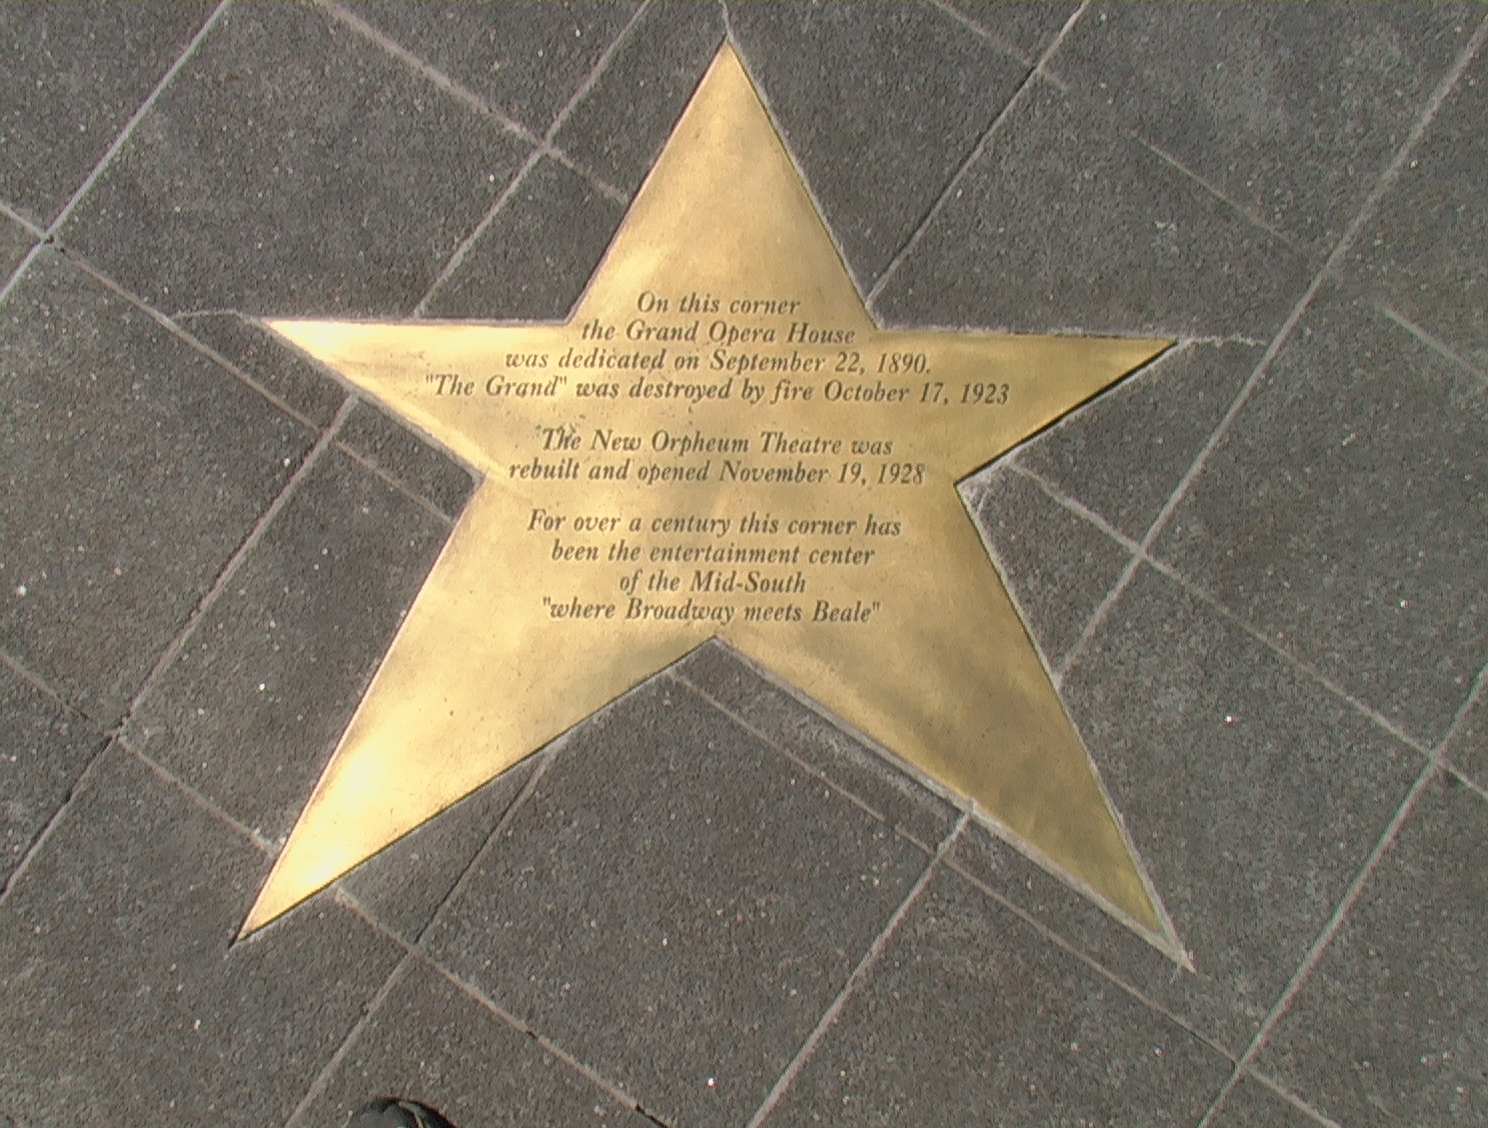 On this corner
the Grand Opera House
was dedicated on September 22, 1890.
"The Grand" was destroyed by fire October 17, 1923
The New Orpheum Theatre was
rebuilt and opened November 19, 1928
For over a century this corner has
been the entertainment center
of the Mid-South
"where Broadway meets Beale"